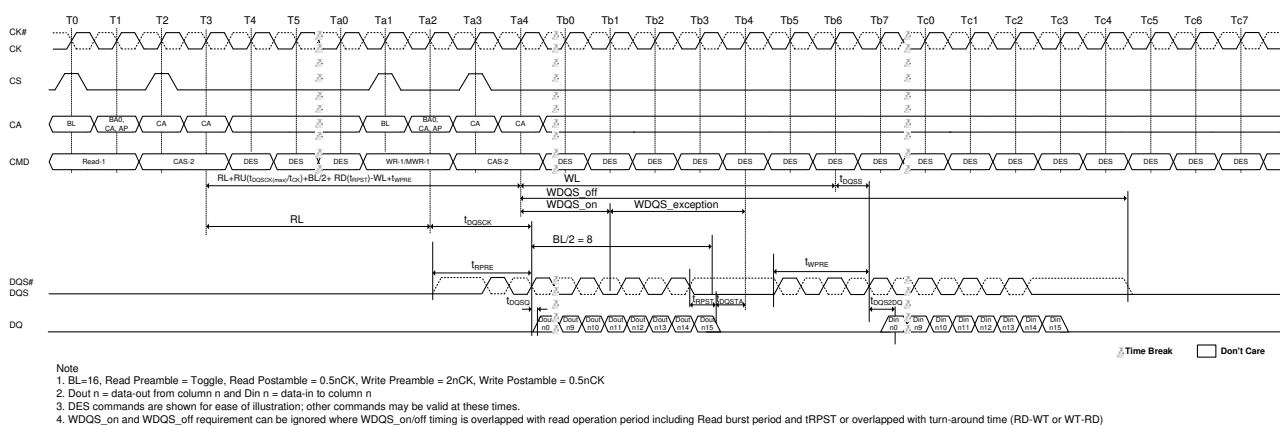 T0 T1 T2 T3 T4 T5 Ta0 Ta1 Ta2 Ta3 Ta4 Tb0 Tb1 Tb2 Tb3 Tb4 Tb5 Tb6 Tb7 Tc0 Tc1 Tc2 Tc3 Tc4 Tc5 Tc6 Tc7
CK#
CK
CS
CA BL BA0, CA, AP CA CA BL BA0, CA, AP CA CA
CMD Read-1 CAS-2 DES DES DES WR-1/MWR-1 CAS-2 DES DES DES DES DES DES DES DES DES DES DES DES DES DES DES DES
RL+RU(tDQSCK(max)/tCK)+BL/2+ RD(tRPST)-WL+tWPRE WL tDQSS
WDQS_off
WDQS_on WDQS_exception
RL tDQSCK
BL/2 = 8
tRPRE tWPRE
DQS#
DQS
tRPST tDQSTA
tDQSQ tDQS2DQ
DQ Dout n0 Dout n9 Dout n10 Dout n11 Dout n12 Dout n13 Dout n14 Dout n15 Din n0 Din n9 Din n10 Din n11 Din n12 Din n13 Din n14 Din n15
Time Break Don't Care
Note
1. BL=16, Read Preamble = Toggle, Read Postamble = 0.5nCK, Write Preamble = 2nCK, Write Postamble = 0.5nCK
2. Dout n = data-out from column n and Din n = data-in to column n
3. DES commands are shown for ease of illustration; other commands may be valid at these times.
4. WDQS_on and WDQS_off requirement can be ignored where WDQS_on/off timing is overlapped with read operation period including Read burst period and tRPST or overlapped with turn-around time (RD-WT or WT-RD)